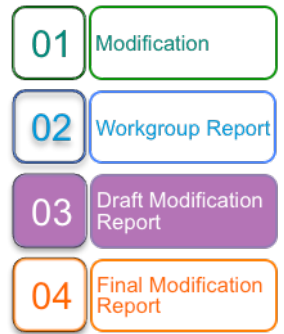 01 Modification
02 Workgroup Report
03 Draft Modification
Report
04 Final Modification
Report